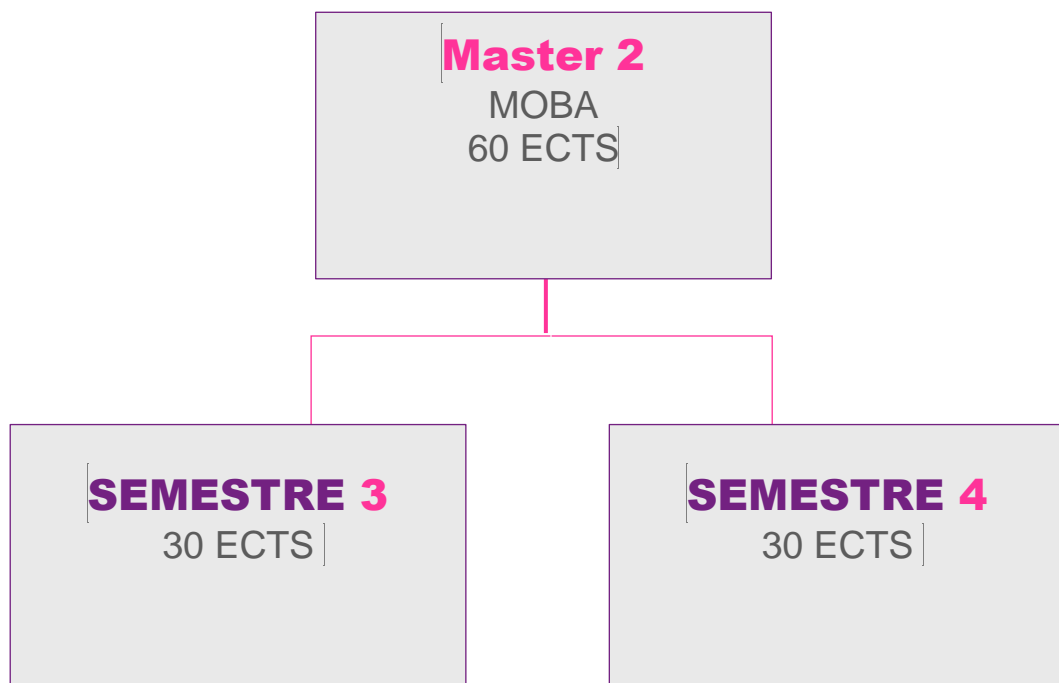 Master 2
MOBA
60 ECTS
SEMESTRE 3
30 ECTS
SEMESTRE 4
30 ECTS